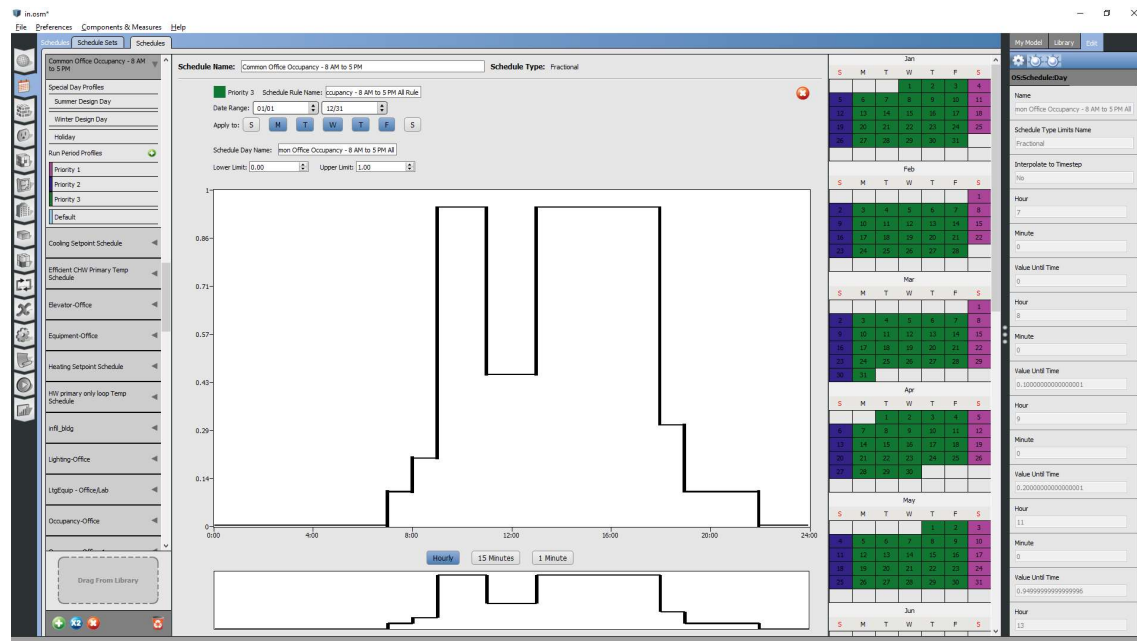 in.osm*
File Preferences Components & Measures Help
Schedules Schedule Sets Schedules
My Model Library Edit
Common Office Occupancy - 8 AM to 5 PM
Special Day Profiles
Summer Design Day
Winter Design Day
Holiday
Run Period Profiles
Priority 1
Priority 2
Priority 3
Default
Cooling Setpoint Schedule
Efficient CHW Primary Temp Schedule
Elevator-Office
Equipment-Office
Heating Setpoint Schedule
HW primary only loop Temp Schedule
infil_bldg
Lighting-Office
LtgEquip - Office/Lab
Occupancy-Office
Drag From Library
X2
Schedule Name: Common Office Occupancy - 8 AM to 5 PM Schedule Type: Fractional
Priority 3 Schedule Rule Name: ccupancy - 8 AM to 5 PM All Rule
Date Range: 01/01 12/31
Apply to: S M T W T F S
Schedule Day Name: mon Office Occupancy - 8 AM to 5 PM All
Lower Limit: 0.00 Upper Limit: 1.00
1
0.86
0.71
0.57
0.43
0.29
0.14
0
0:00 4:00 8:00 12:00 16:00 20:00 24:00
Hourly 15 Minutes 1 Minute
Jan
S M T W T F S
1 2 3 4
5 6 7 8 9 10 11
12 13 14 15 16 17 18
19 20 21 22 23 24 25
26 27 28 29 30 31
Feb
S M T W T F S
1
2 3 4 5 6 7 8
9 10 11 12 13 14 15
16 17 18 19 20 21 22
23 24 25 26 27 28
Mar
S M T W T F S
1
2 3 4 5 6 7 8
9 10 11 12 13 14 15
16 17 18 19 20 21 22
23 24 25 26 27 28 29
30 31
Apr
S M T W T F S
1 2 3 4 5
6 7 8 9 10 11 12
13 14 15 16 17 18 19
20 21 22 23 24 25 26
27 28 29 30
May
S M T W T F S
1 2 3
4 5 6 7 8 9 10
11 12 13 14 15 16 17
18 19 20 21 22 23 24
25 26 27 28 29 30 31
Jun
S M T W T F S
OS:Schedule:Day
Name
mon Office Occupancy - 8 AM to 5 PM All
Schedule Type Limits Name
Fractional
Interpolate to Timestep
No
Hour
7
Minute
0
Value Until Time
0
Hour
8
Minute
0
Value Until Time
0.10000000000000001
Hour
9
Minute
0
Value Until Time
0.20000000000000001
Hour
11
Minute
0
Value Until Time
0.94999999999999996
Hour
13